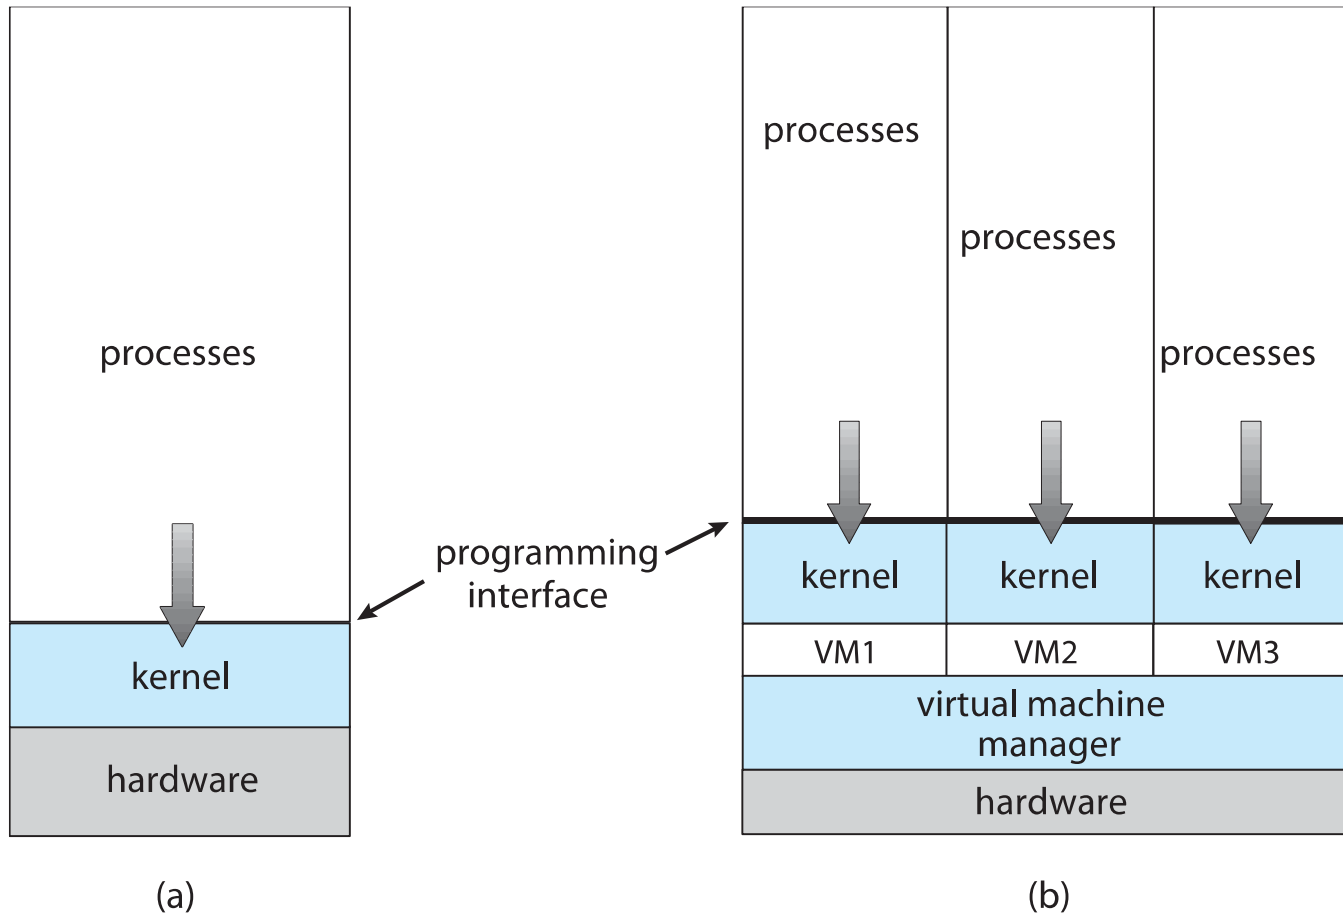 processes
kernel
hardware
(a)
programming
interface
processes
processes
processes
kernel
kernel
kernel
VM1
VM2
VM3
virtual machine
manager
hardware
(b)